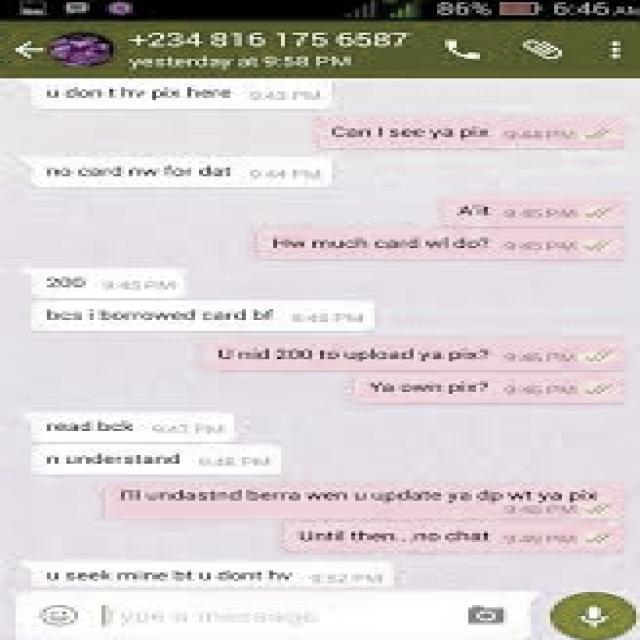 86% 6:46 AM
+234 816 175 6587
yesterday at 9:58 PM
u don t hv pix here 9:43 PM
Can I see ya pix 9:44 PM
no card nw for dat 9:44 PM
A'it 9:45 PM
Hw much card wl do? 9:45 PM
200 9:45 PM
bcs i borrowed card bf 9:45 PM
U nid 200 to upload ya pix? 9:46 PM
Ya own pix? 9:46 PM
read bck 9:47 PM
n understand 9:48 PM
I'll undastnd berra wen u update ya dp wt ya pix
9:48 PM
Until then...no chat 9:49 PM
u seek mine bt u dont hv 9:52 PM
Type a message